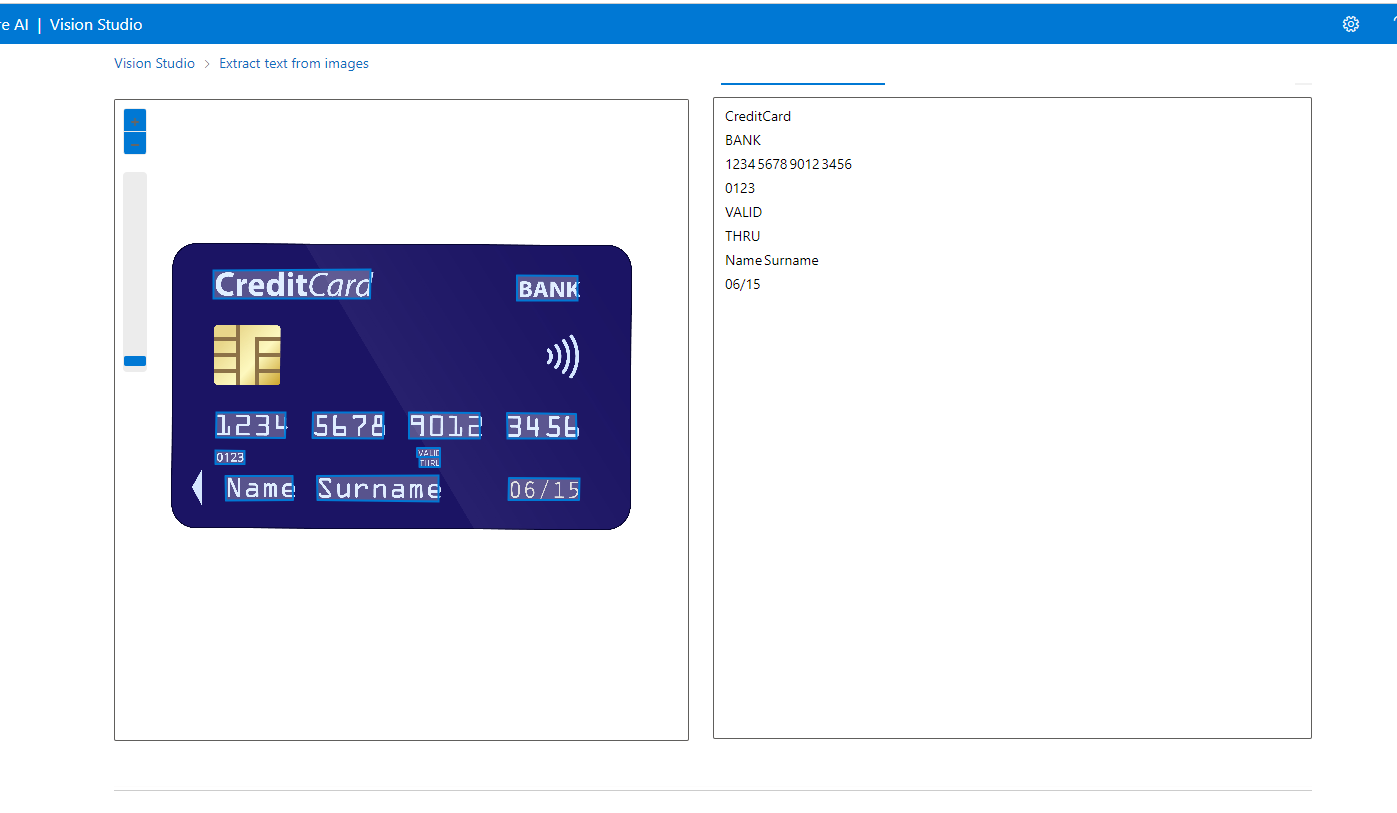 re AI | Vision Studio
Vision Studio > Extract text from images
CreditCard
BANK
1234 5678 9012 3456
0123
VALID
THRU
Name Surname
06/15
CreditCard
BANK
1234 5678 9012 3456
0123
VALID
THRU
Name Surname
06/15